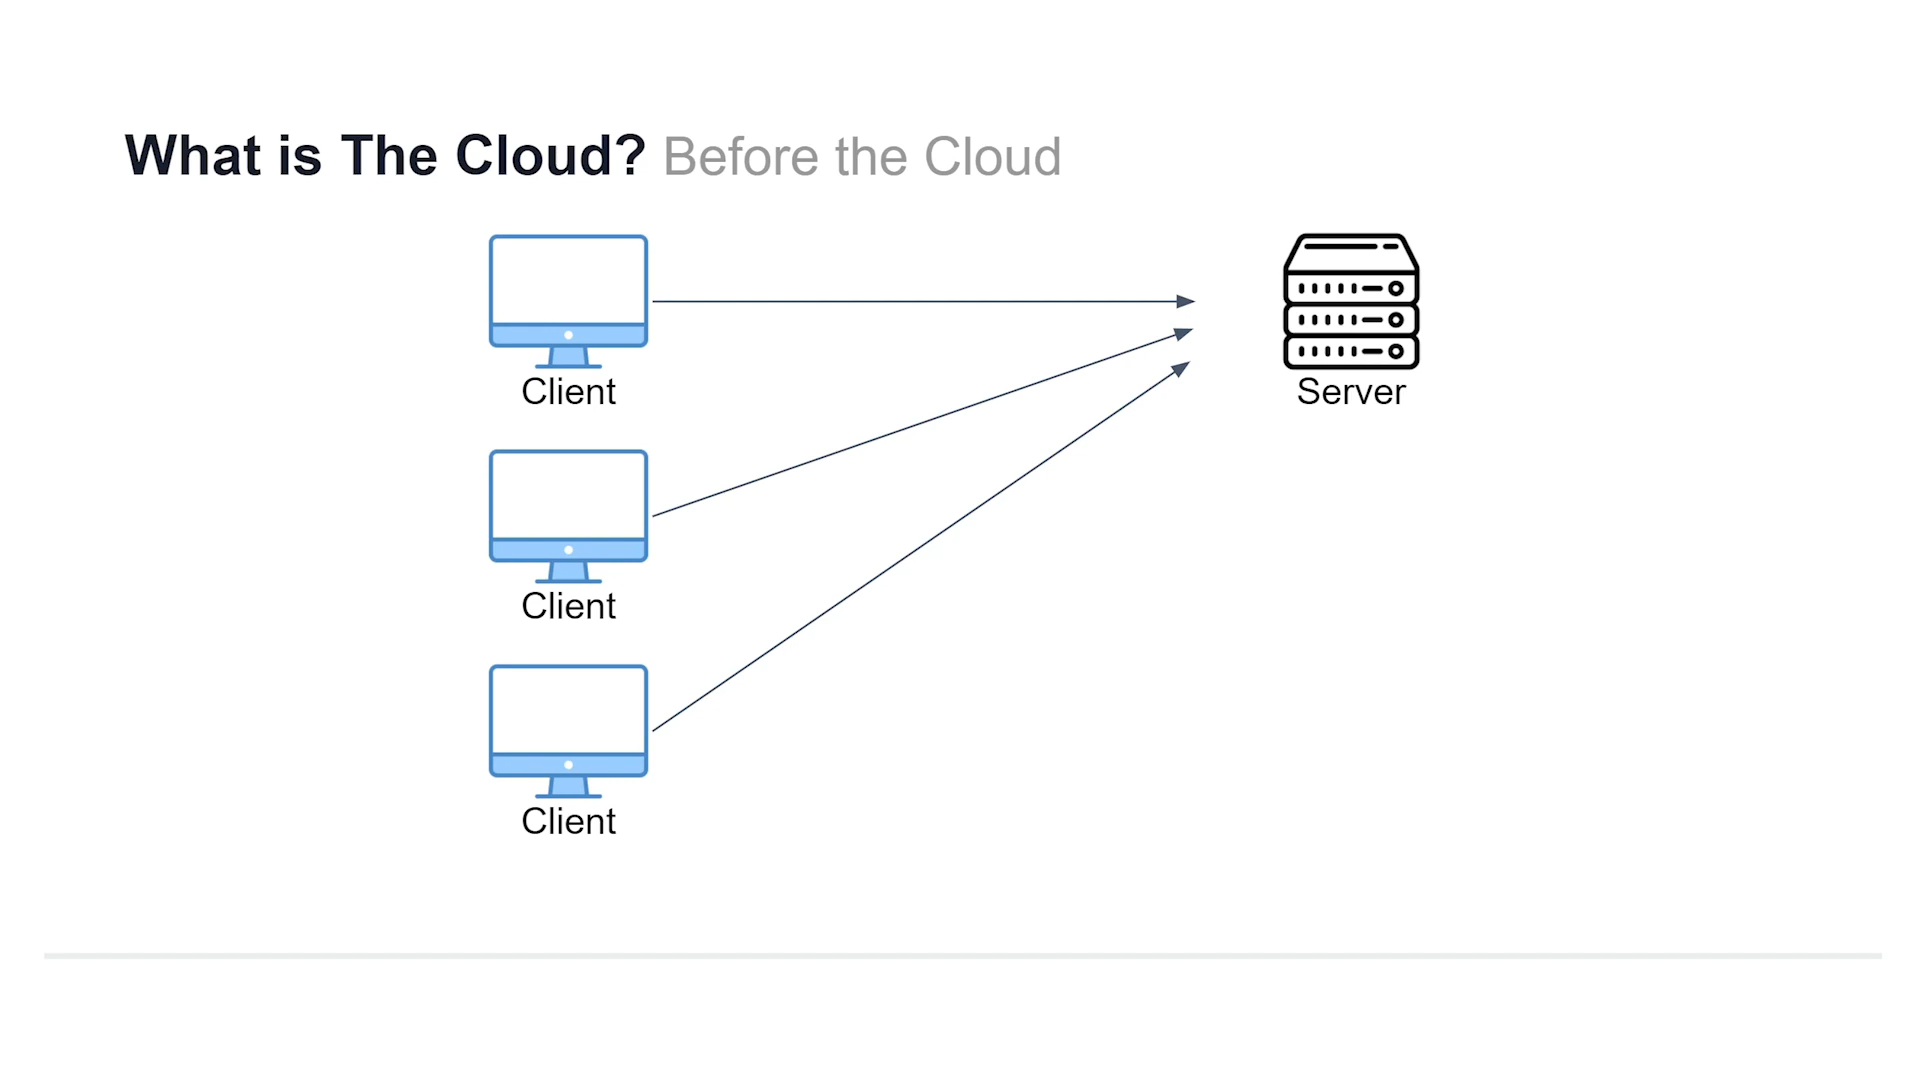 What is The Cloud? Before the Cloud
Client
Server
Client
Client